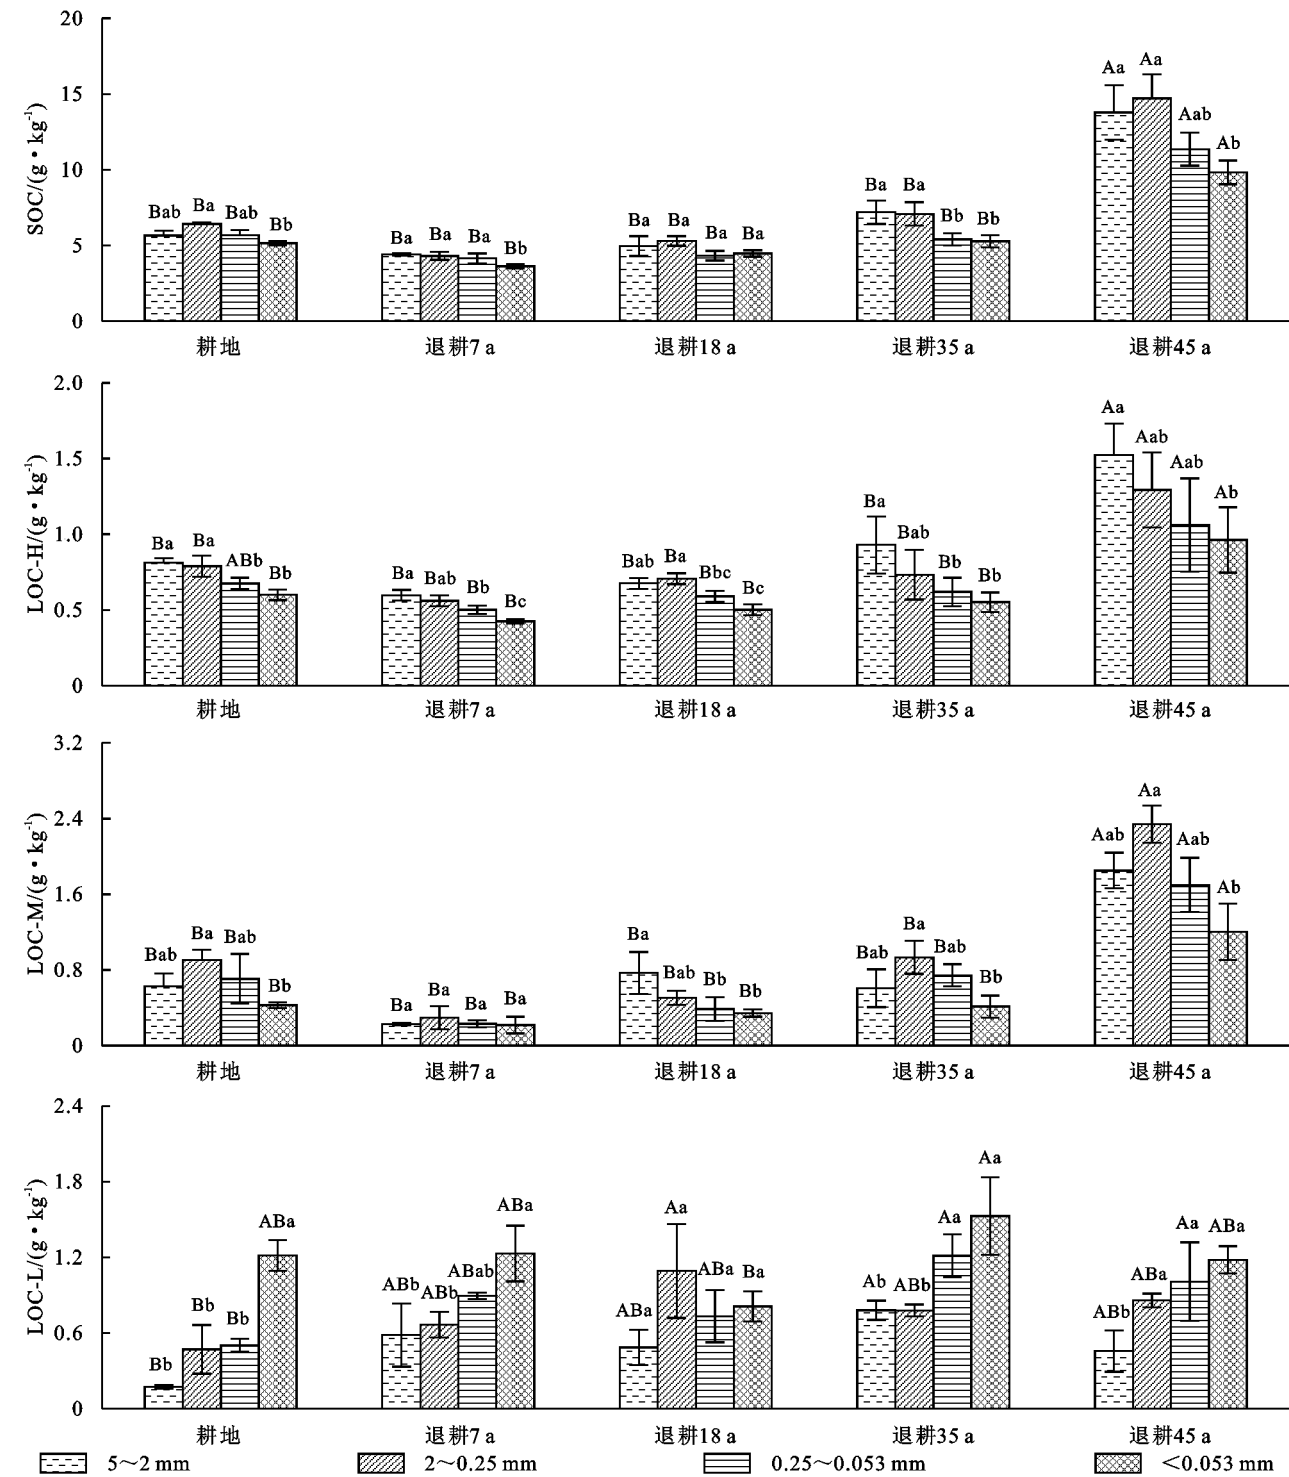 20
15
10
5
0
SOC/(g·kg⁻¹)
Bab Ba Bab Bb
Ba Ba Ba Bb
Ba Ba Ba Ba
Ba Ba Bb Bb
Aa Aa Aab Ab
耕地 退耕7 a 退耕18 a 退耕35 a 退耕45 a
2.0
1.5
1.0
0.5
0
LOC-H/(g·kg⁻¹)
Ba Ba ABb Bb
Ba Bab Bb Bc
Bab Ba Bbc Bc
Ba Bab Bb Bb
Aa Aab Aab Ab
耕地 退耕7 a 退耕18 a 退耕35 a 退耕45 a
3.2
2.4
1.6
0.8
0
LOC-M/(g·kg⁻¹)
Bab Ba Bab Bb
Ba Ba Ba Ba
Ba Bab Bb Bb
Bab Ba Bab Bb
Aab Aa Aab Ab
耕地 退耕7 a 退耕18 a 退耕35 a 退耕45 a
2.4
1.8
1.2
0.6
0
LOC-L/(g·kg⁻¹)
Bb Bb Bb ABa
ABb ABb ABab ABa
ABa Aa ABa Ba
Ab ABb Aa Aa
ABb ABa Aa ABa
耕地 退耕7 a 退耕18 a 退耕35 a 退耕45 a
5～2 mm 2～0.25 mm 0.25～0.053 mm ＜0.053 mm